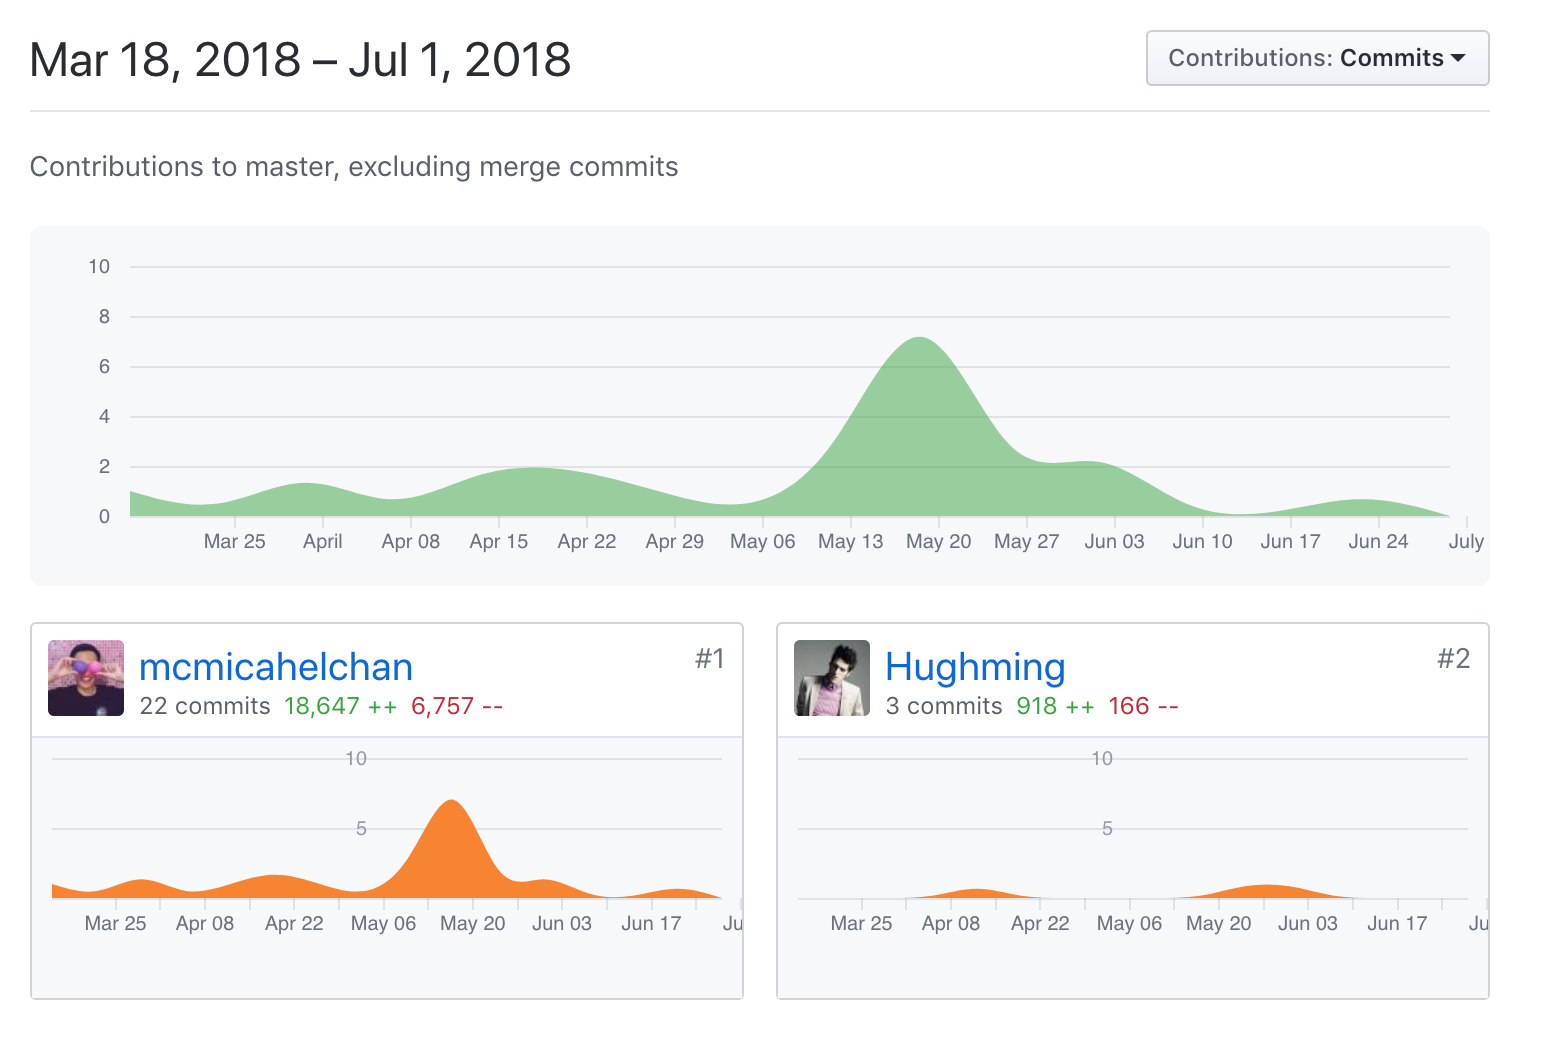 Mar 18, 2018 – Jul 1, 2018
Contributions: Commits
Contributions to master, excluding merge commits
10
8
6
4
2
0
Mar 25 April Apr 08 Apr 15 Apr 22 Apr 29 May 06 May 13 May 20 May 27 Jun 03 Jun 10 Jun 17 Jun 24 July
mcmicahelchan #1
22 commits 18,647 ++ 6,757 --
10
5
Mar 25 Apr 08 Apr 22 May 06 May 20 Jun 03 Jun 17 Ju
Hughming #2
3 commits 918 ++ 166 --
10
5
Mar 25 Apr 08 Apr 22 May 06 May 20 Jun 03 Jun 17 Ju